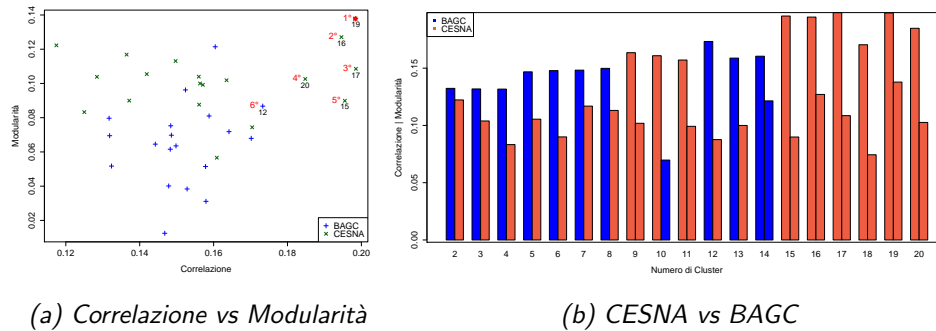 0.02 0.04 0.06 0.08 0.10 0.12 0.14
Modularità
0.12 0.14 0.16 0.18 0.20
Correlazione
1°
19
2°
16
3°
17
4°
20
5°
15
6°
12
BAGC
CESNA
(a) Correlazione vs Modularità
BAGC
CESNA
0.00 0.05 0.10 0.15
Correlazione | Modularità
2 3 4 5 6 7 8 9 10 11 12 13 14 15 16 17 18 19 20
Numero di Cluster
(b) CESNA vs BAGC